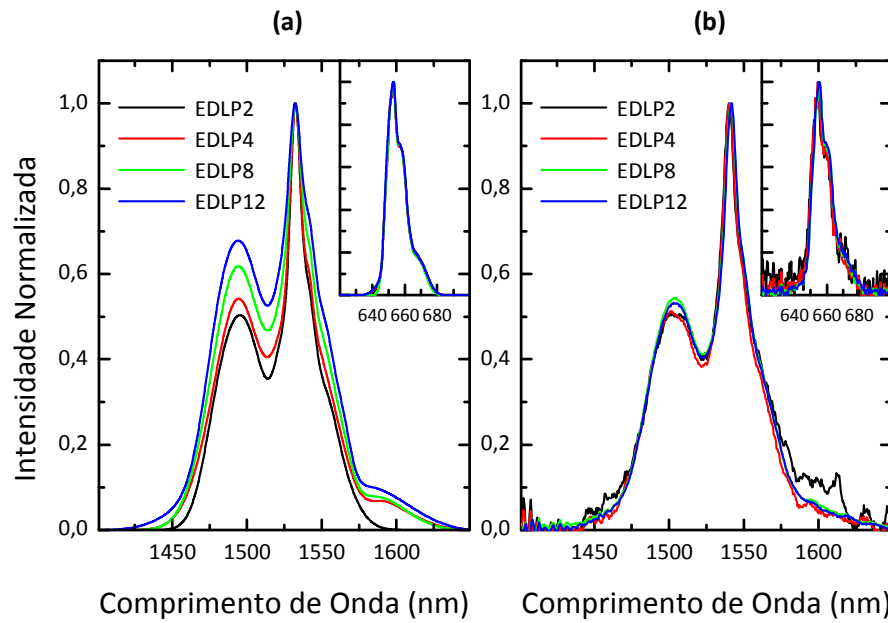 (a)
(b)
Intensidade Normalizada
1,0
0,8
0,6
0,4
0,2
0,0
EDLP2
EDLP4
EDLP8
EDLP12
640 660 680
1450 1500 1550 1600
Comprimento de Onda (nm)
1,0
0,8
0,6
0,4
0,2
0,0
EDLP2
EDLP4
EDLP8
EDLP12
640 660 680
1450 1500 1550 1600
Comprimento de Onda (nm)